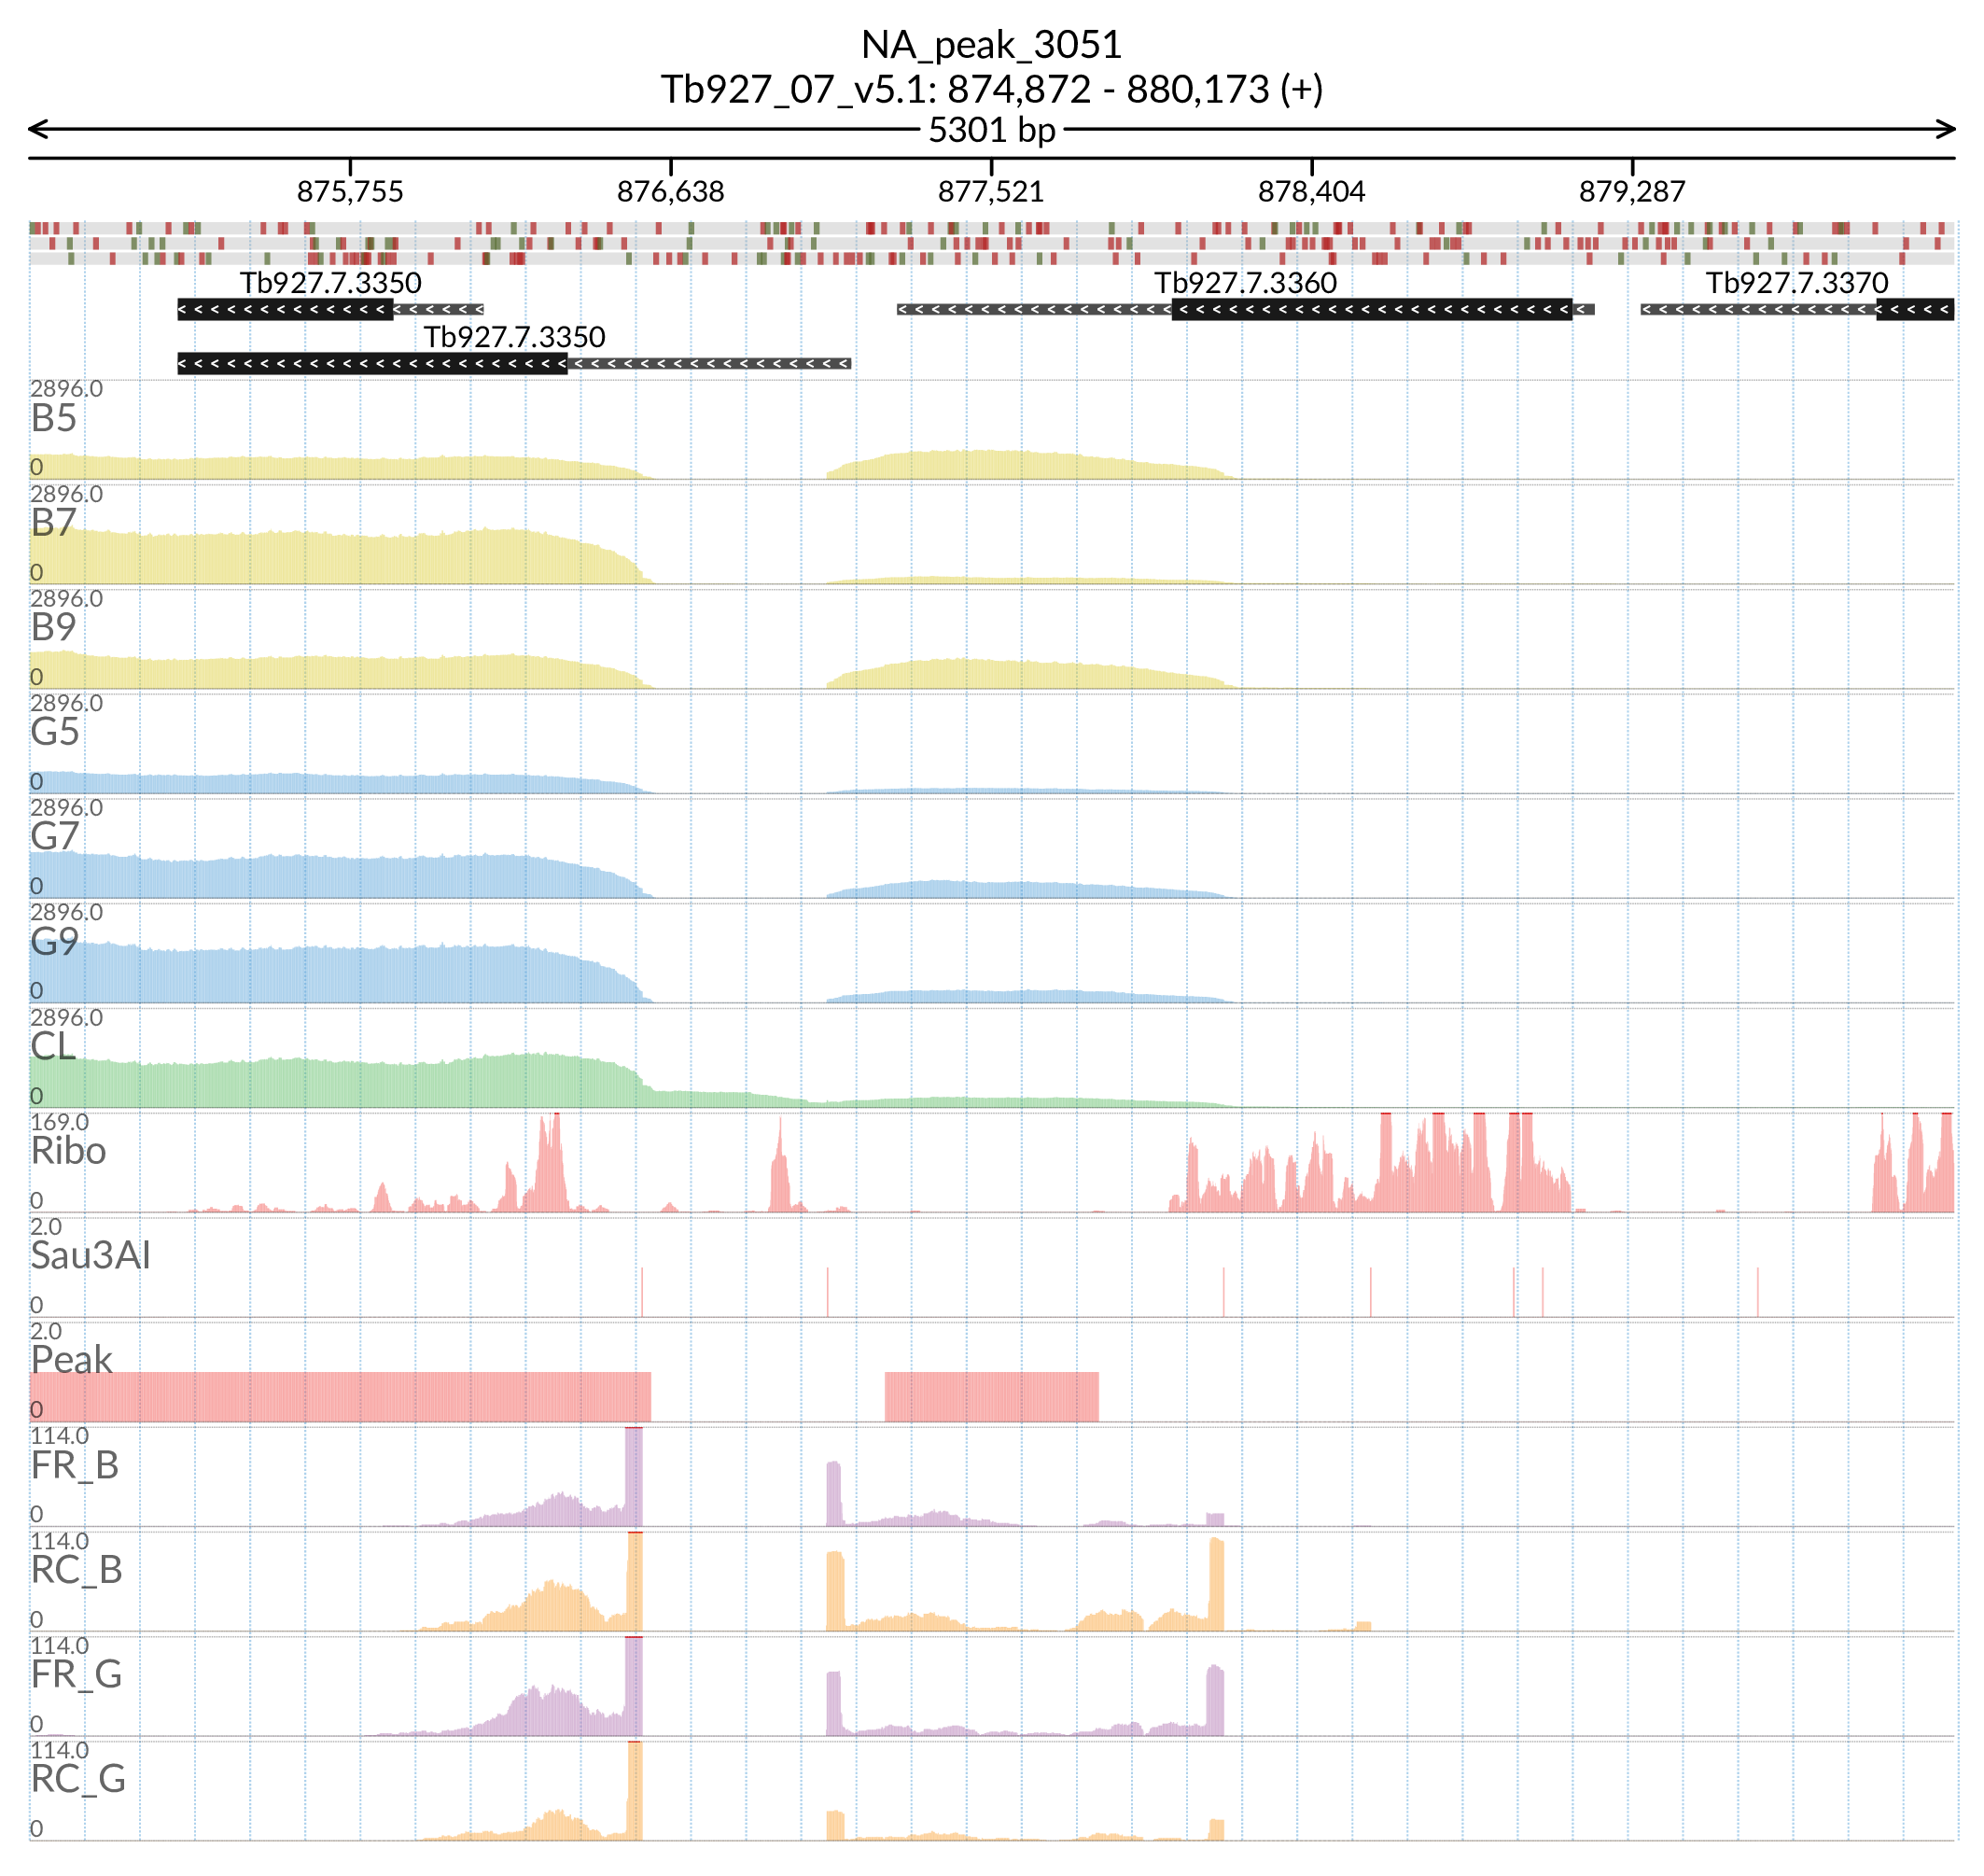 NA_peak_3051
Tb927_07_v5.1: 874,872 - 880,173 (+)
5301 bp
875,755 876,638 877,521 878,404 879,287
Tb927.7.3350 Tb927.7.3360 Tb927.7.3370
Tb927.7.3350
2896.0
B5
0
2896.0
B7
0
2896.0
B9
0
2896.0
G5
0
2896.0
G7
0
2896.0
G9
0
2896.0
CL
0
169.0
Ribo
0
2.0
Sau3AI
0
2.0
Peak
0
114.0
FR_B
0
114.0
RC_B
0
114.0
FR_G
0
114.0
RC_G
0